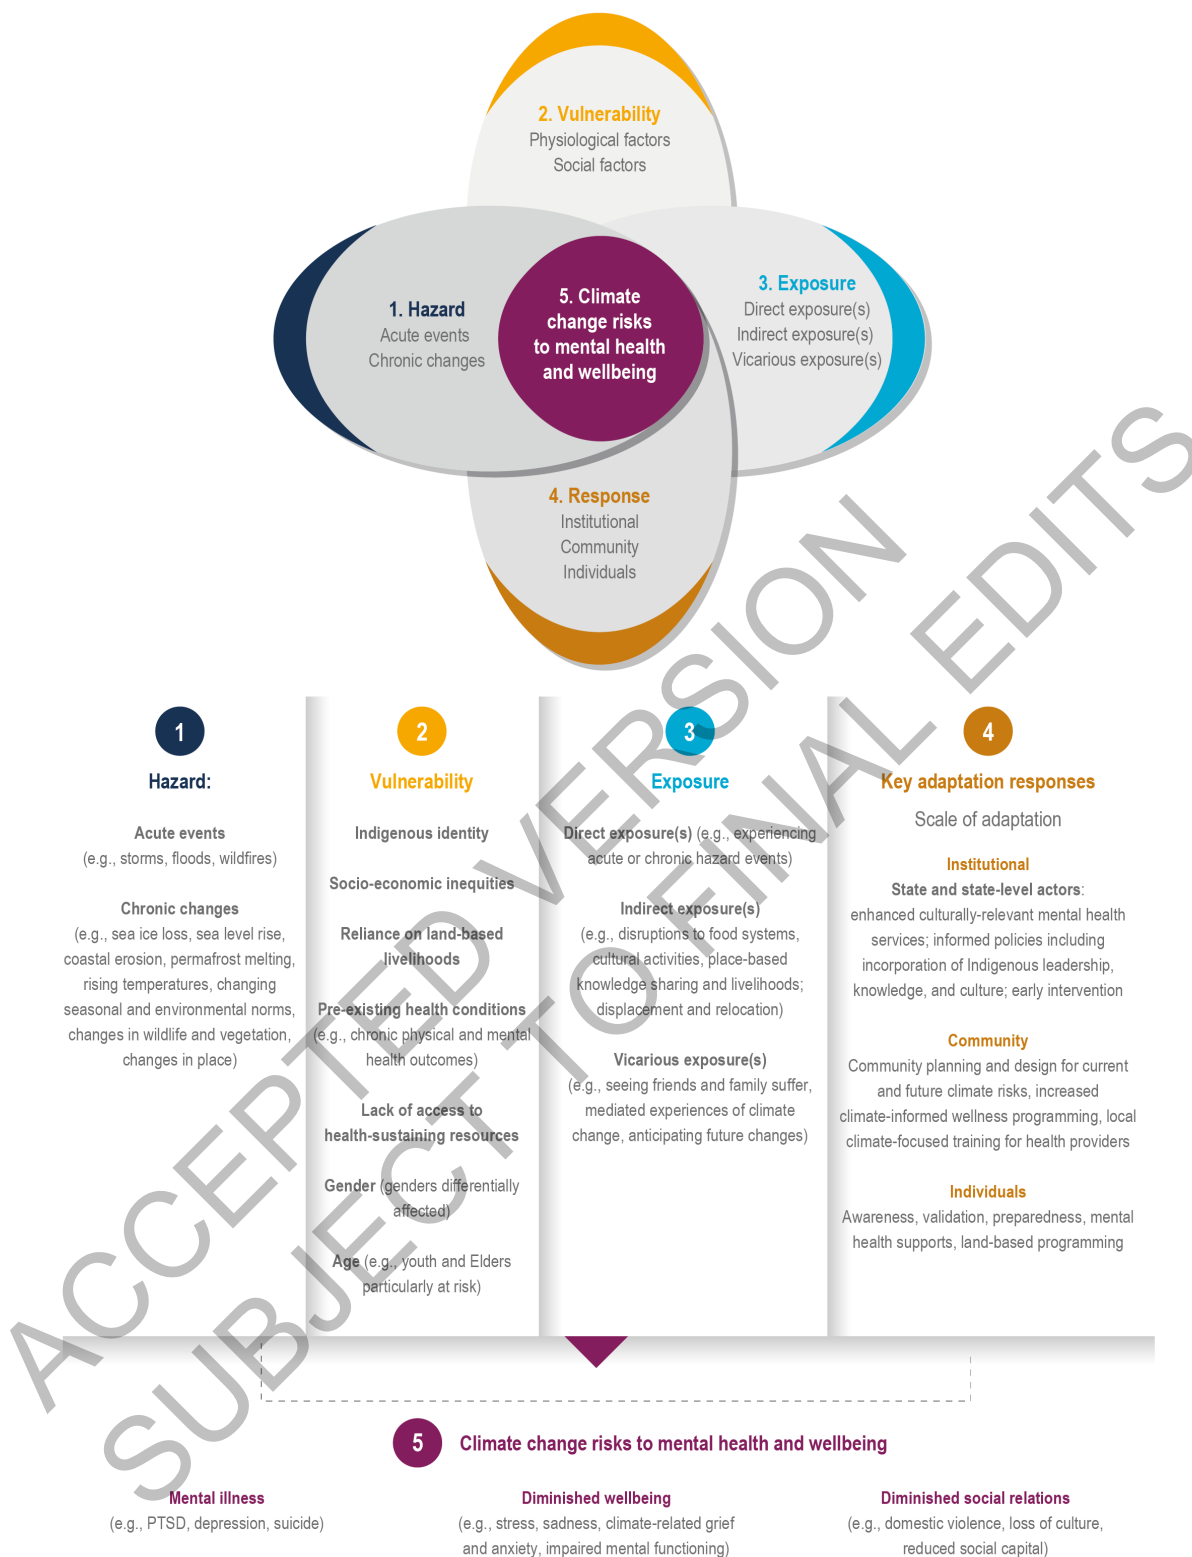 2. Vulnerability
Physiological factors
Social factors
1. Hazard
Acute events
Chronic changes
5. Climate
change risks
to mental health
and wellbeing
3. Exposure
Direct exposure(s)
Indirect exposure(s)
Vicarious exposure(s)
4. Response
Institutional
Community
Individuals
1
Hazard:
Acute events
(e.g., storms, floods, wildfires)
Chronic changes
(e.g., sea ice loss, sea level rise,
coastal erosion, permafrost melting,
rising temperatures, changing
seasonal and environmental norms,
changes in wildlife and vegetation,
changes in place)
2
Vulnerability
Indigenous identity
Socio-economic inequities
Reliance on land-based
livelihoods
Pre-existing health conditions
(e.g., chronic physical and mental
health outcomes)
Lack of access to
health-sustaining resources
Gender (genders differentially
affected)
Age (e.g., youth and Elders
particularly at risk)
3
Exposure
Direct exposure(s) (e.g., experiencing
acute or chronic hazard events)
Indirect exposure(s)
(e.g., disruptions to food systems,
cultural activities, place-based
knowledge sharing and livelihoods;
displacement and relocation)
Vicarious exposure(s)
(e.g., seeing friends and family suffer,
mediated experiences of climate
change, anticipating future changes)
4
Key adaptation responses
Scale of adaptation
Institutional
State and state-level actors:
enhanced culturally-relevant mental health
services; informed policies including
incorporation of Indigenous leadership,
knowledge, and culture; early intervention
Community
Community planning and design for current
and future climate risks, increased
climate-informed wellness programming, local
climate-focused training for health providers
Individuals
Awareness, validation, preparedness, mental
health supports, land-based programming
5 Climate change risks to mental health and wellbeing
Mental illness
(e.g., PTSD, depression, suicide)
Diminished wellbeing
(e.g., stress, sadness, climate-related grief
and anxiety, impaired mental functioning)
Diminished social relations
(e.g., domestic violence, loss of culture,
reduced social capital)
ACCEPTED VERSION
SUBJECT TO FINAL EDITS